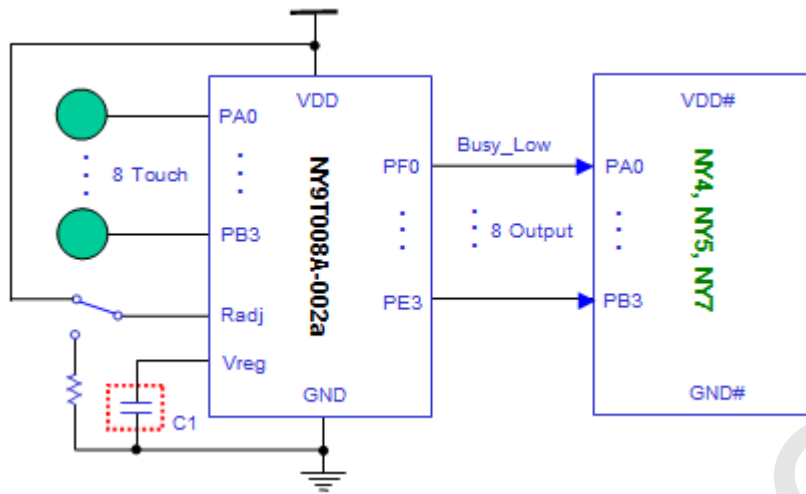 VDD
VDD#
PA0
8 Touch
PB3
Radj
Vreg
GND
C1
NY9T008A-002a
PF0
PE3
Busy_Low
8 Output
PA0
PB3
NY4, NY5, NY7
GND#